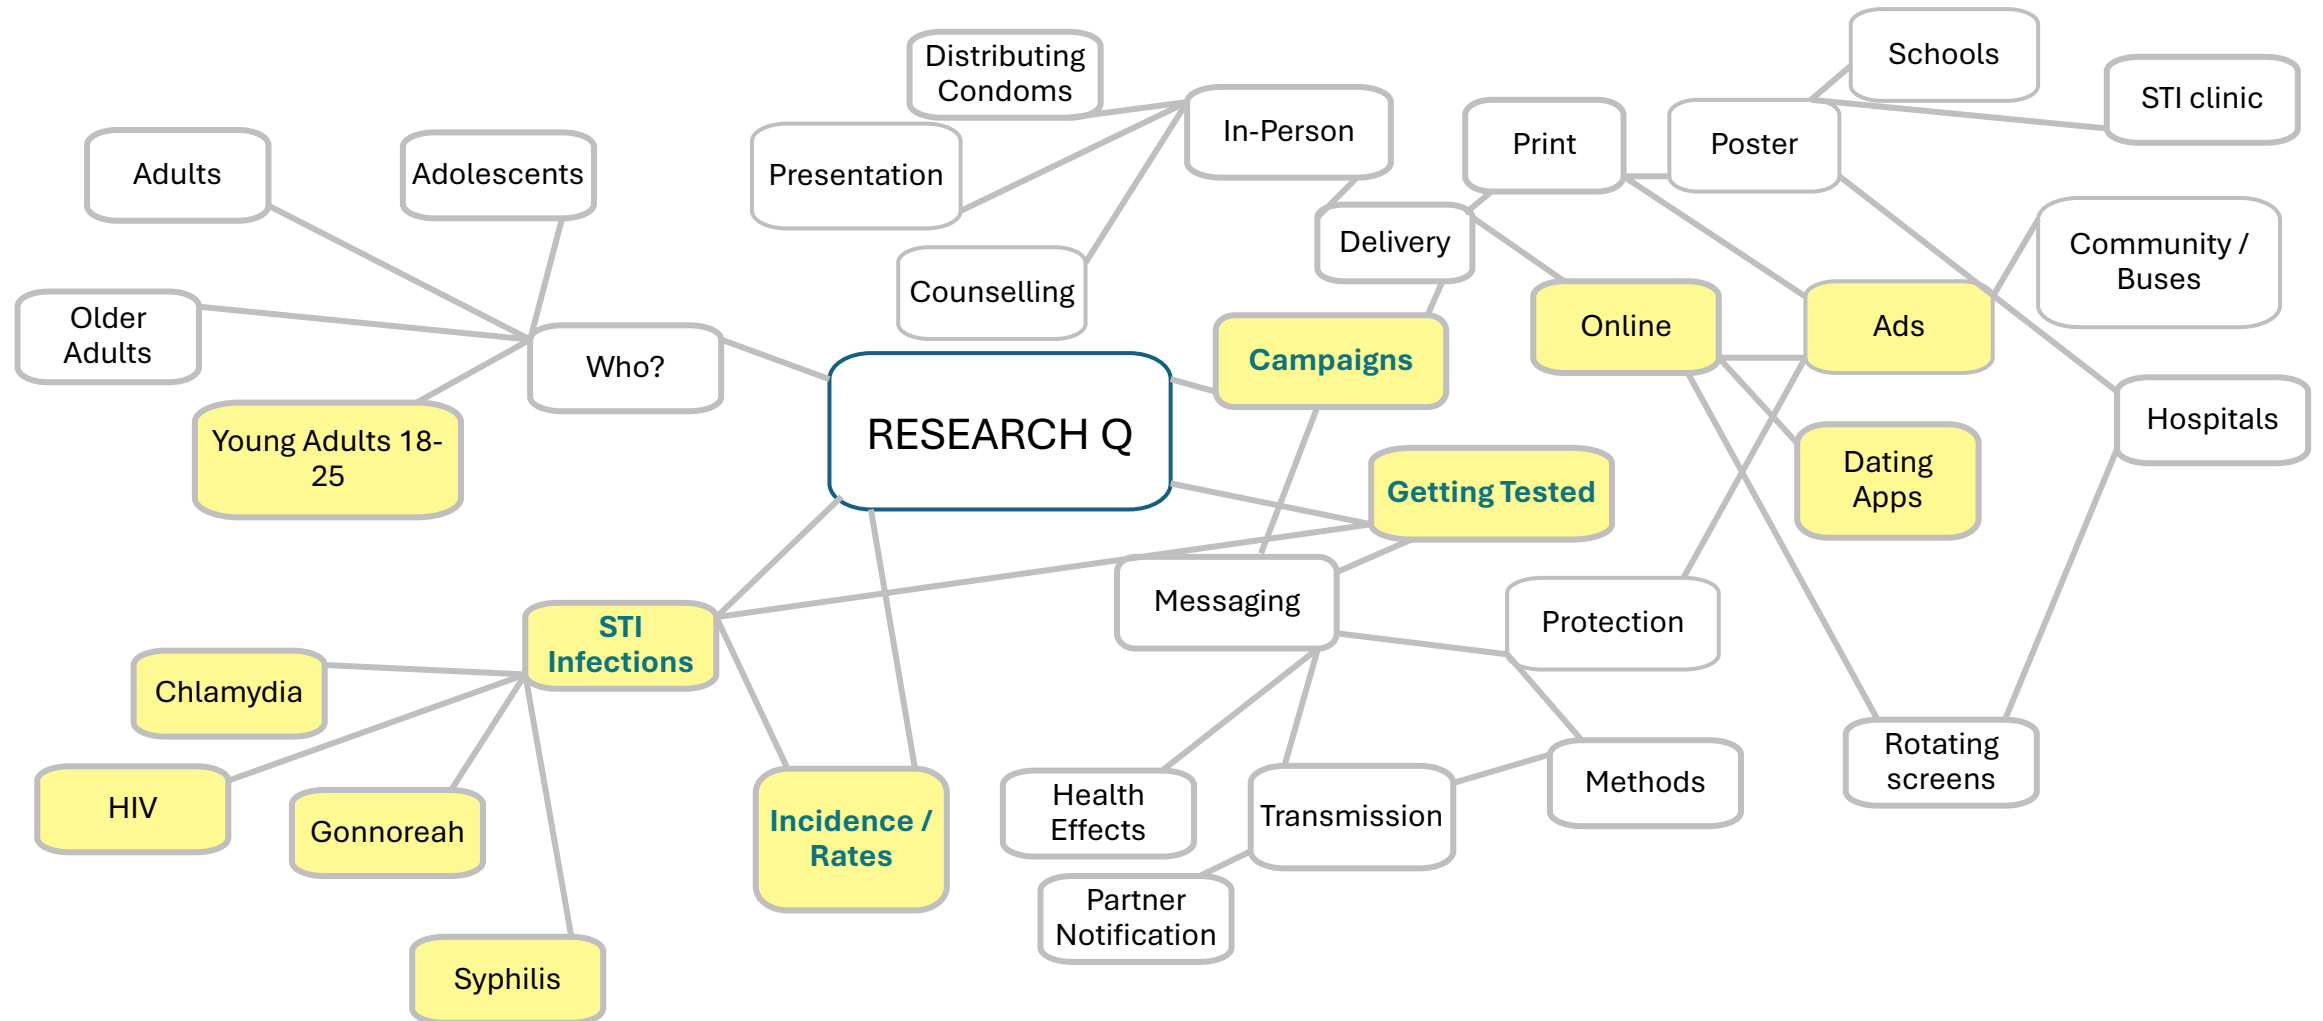 Schools
Distributing
Condoms
STI clinic
In-Person
Print
Poster
Adults
Adolescents
Presentation
Delivery
Community /
Buses
Counselling
Older
Adults
Online
Ads
Who?
Campaigns
RESEARCH Q
Hospitals
Young Adults 18-
25
Getting Tested
Dating
Apps
STI
Infections
Messaging
Protection
Chlamydia
Rotating
screens
HIV
Gonnoreah
Incidence /
Rates
Health
Effects
Transmission
Methods
Partner
Notification
Syphilis